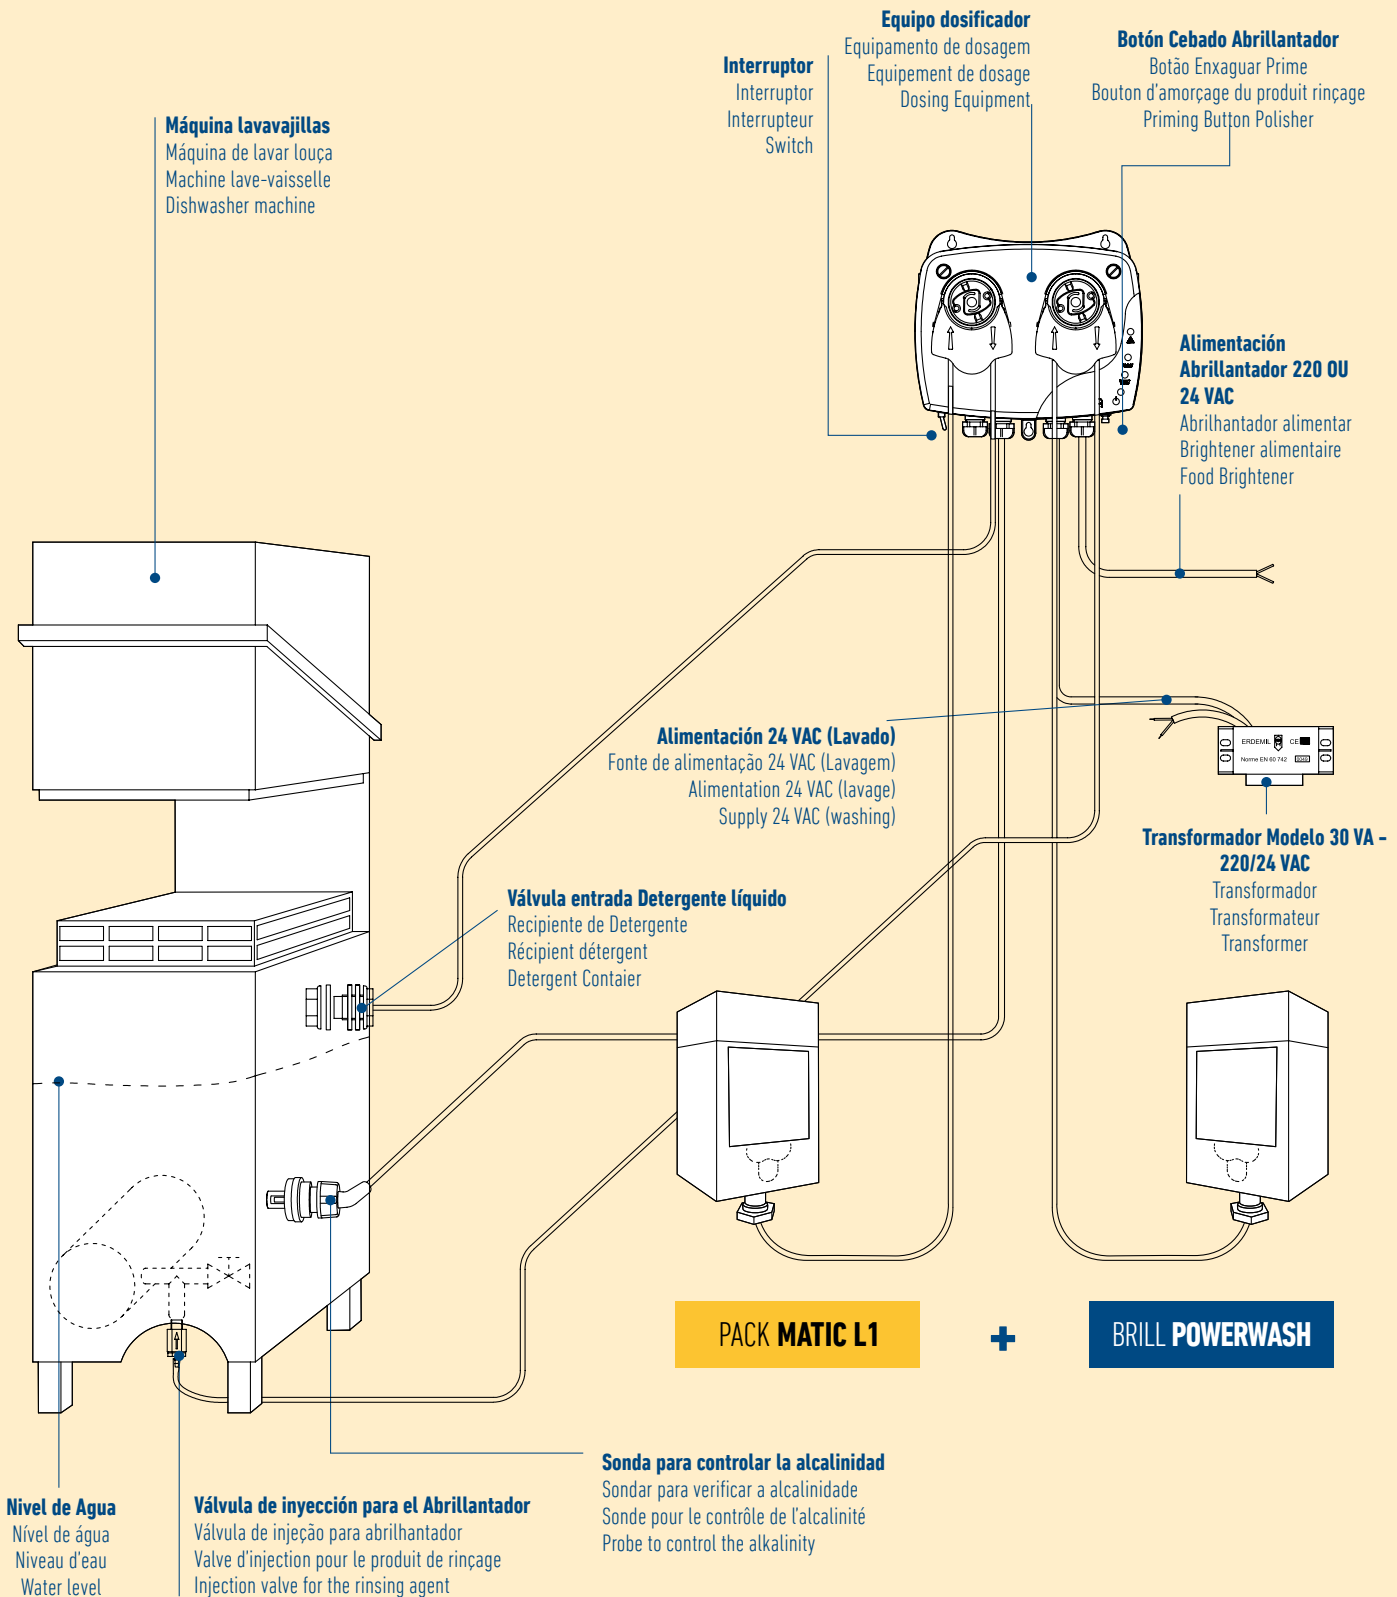 Equipo dosificador
Equipamento de dosagem
Equipement de dosage
Dosing Equipment
Botón Cebado Abrillantador
Botão Enxaguar Prime
Bouton d'amorçage du produit rinçage
Priming Button Polisher
Interruptor
Interruptor
Interrupteur
Switch
Máquina lavavajillas
Máquina de lavar louça
Machine lave-vaisselle
Dishwasher machine
Alimentación
Abrillantador 220 OU
24 VAC
Abrilhantador alimentar
Brightener alimentaire
Food Brightener
Alimentación 24 VAC (Lavado)
Fonte de alimentação 24 VAC (Lavagem)
Alimentation 24 VAC (lavage)
Supply 24 VAC (washing)
ERDEMIL CE
Norme EN 60 742
Transformador Modelo 30 VA -
220/24 VAC
Transformador
Transformateur
Transformer
Válvula entrada Detergente líquido
Recipiente de Detergente
Récipient détergent
Detergent Contaier
PACK MATIC L1
+
BRILL POWERWASH
Sonda para controlar la alcalinidad
Sondar para verificar a alcalinidade
Sonde pour le contrôle de l'alcalinité
Probe to control the alkalinity
Nivel de Agua
Nível de água
Niveau d'eau
Water level
Válvula de inyección para el Abrillantador
Válvula de injeção para abrilhantador
Valve d'injection pour le produit de rinçage
Injection valve for the rinsing agent